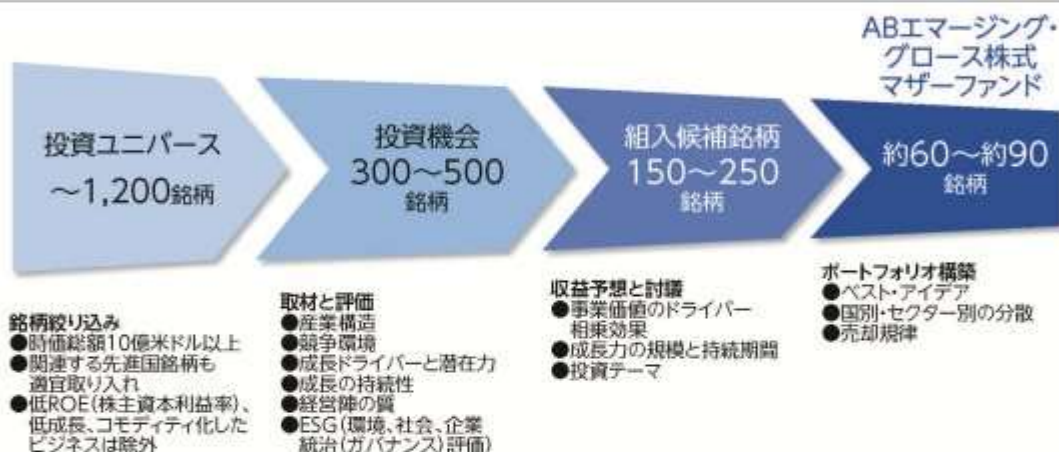 ABエマージング・
グロース株式
マザーファンド
投資ユニバース
～1,200銘柄
投資機会
300～500
銘柄
組入候補銘柄
150～250
銘柄
約60～約90
銘柄
銘柄絞り込み
●時価総額10億米ドル以上
●関連する先進国銘柄も
適宜取り入れ
●低ROE(株主資本利益率)、
低成長、コモディティ化した
ビジネスは除外
取材と評価
●産業構造
●競争環境
●成長ドライバーと潜在力
●成長の持続性
●経営陣の質
●ESG(環境、社会、企業
統治(ガバナンス)評価)
収益予想と討議
●事業価値のドライバー
相乗効果
●成長力の規模と持続期間
●投資テーマ
ポートフォリオ構築
●ベスト・アイデア
●国別・セクター別の分散
●売却規律